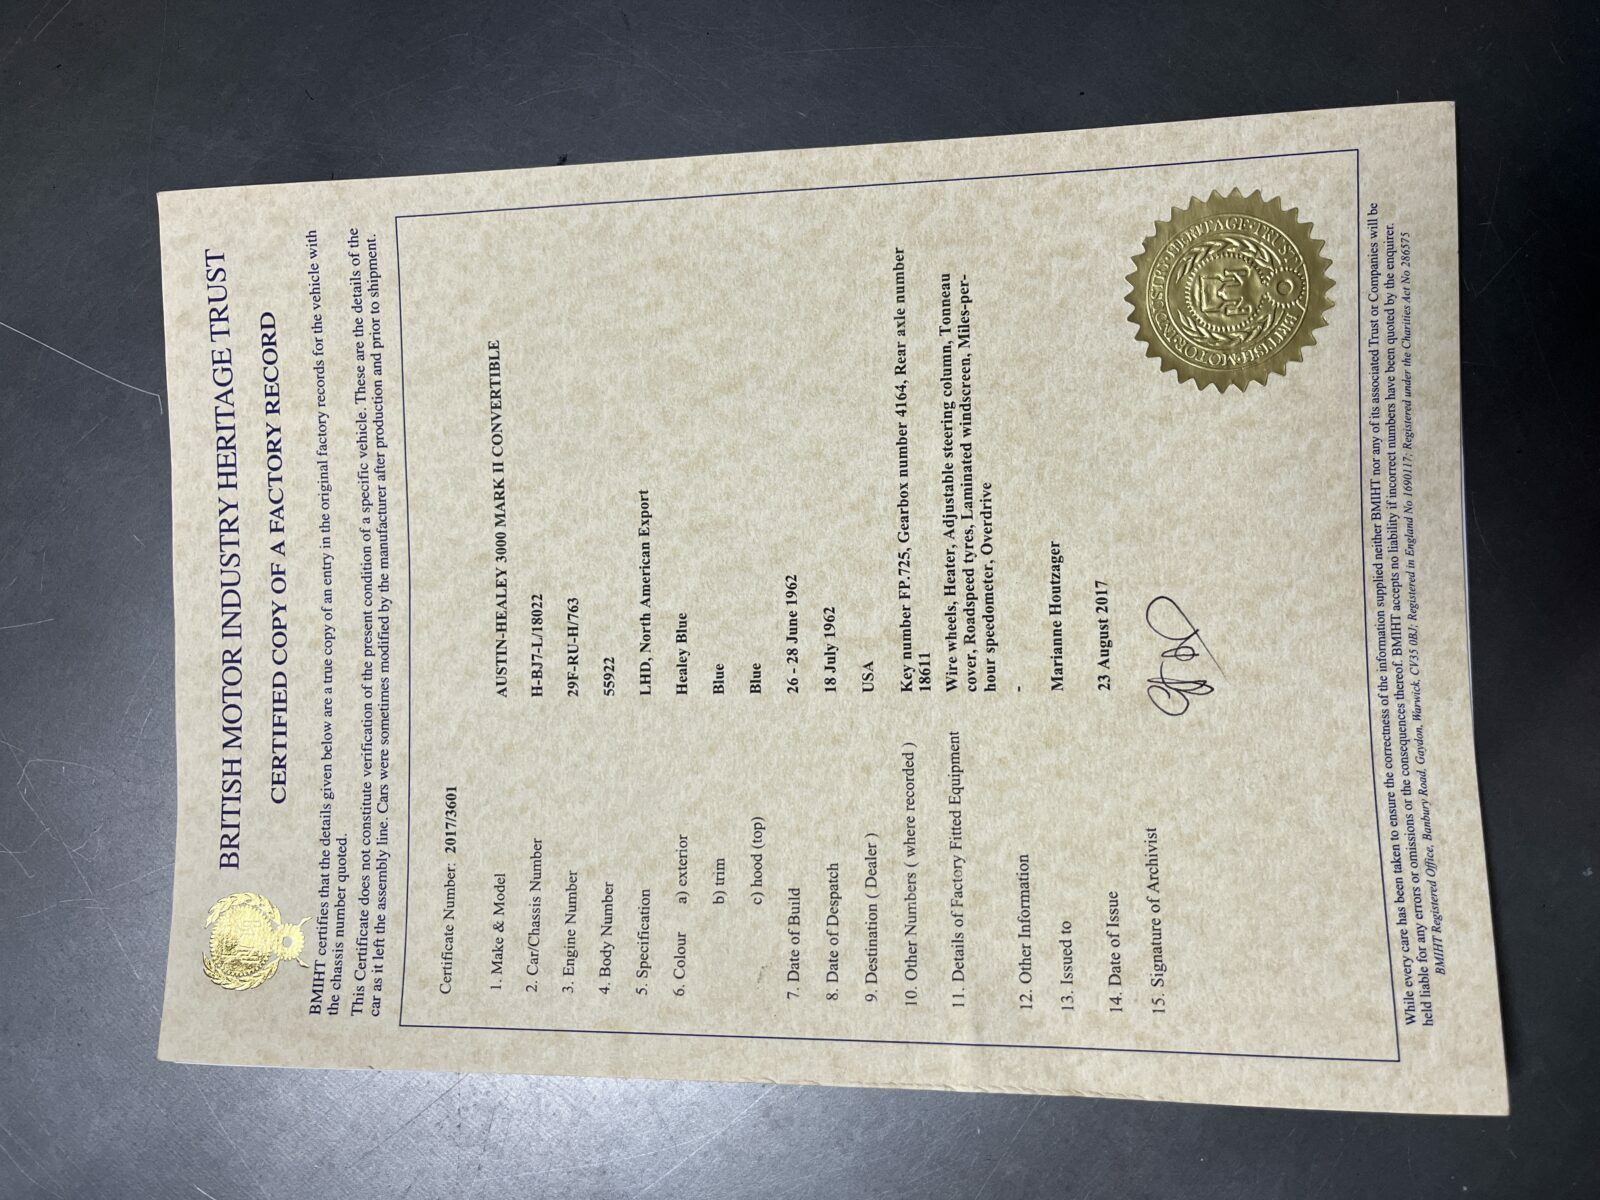 BRITISH MOTOR INDUSTRY HERITAGE TRUST
CERTIFIED COPY OF A FACTORY RECORD
BMIHT certifies that the details given below are a true copy of an entry in the original factory records for the vehicle with
the chassis number quoted.
This Certificate does not constitute verification of the present condition of a specific vehicle. These are the details of the
car as it left the assembly line. Cars were sometimes modified by the manufacturer after production and prior to shipment.
Certificate Number: 2017/3601
1. Make & Model AUSTIN-HEALEY 3000 MARK II CONVERTIBLE
2. Car/Chassis Number H-BJ7-L/18022
3. Engine Number 29F-RU-H/763
4. Body Number 55922
5. Specification LHD, North American Export
6. Colour a) exterior Healey Blue
b) trim Blue
c) hood (top) Blue
7. Date of Build 26 - 28 June 1962
8. Date of Despatch 18 July 1962
9. Destination ( Dealer ) USA
10. Other Numbers ( where recorded ) Key number FP.725, Gearbox number 4164, Rear axle number
18611
11. Details of Factory Fitted Equipment Wire wheels, Heater, Adjustable steering column, Tonneau
cover, Roadspeed tyres, Laminated windscreen, Miles-per-
hour speedometer, Overdrive
12. Other Information -
13. Issued to Marianne Houtzager
14. Date of Issue 23 August 2017
15. Signature of Archivist
BRITISH MOTOR INDUSTRY HERITAGE TRUST
While every care has been taken to ensure the correctness of the information supplied neither BMIHT nor any of its associated Trust or Companies will be
held liable for any errors or omissions or the consequences thereof. BMIHT accepts no liability if incorrect numbers have been quoted by the enquirer.
BMIHT Registered Office, Banbury Road, Gaydon, Warwick, CV35 0BJ; Registered in England No 1690117; Registered under the Charities Act No 286575